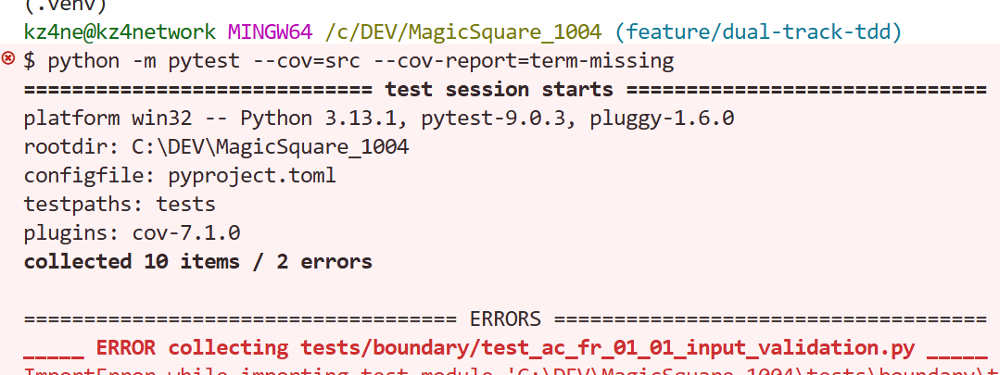 (.venv)
kz4ne@kz4network MINGW64 /c/DEV/MagicSquare_1004 (feature/dual-track-tdd)
$ python -m pytest --cov=src --cov-report=term-missing
============================= test session starts =============================
platform win32 -- Python 3.13.1, pytest-9.0.3, pluggy-1.6.0
rootdir: C:\DEV\MagicSquare_1004
configfile: pyproject.toml
testpaths: tests
plugins: cov-7.1.0
collected 10 items / 2 errors
=================================== ERRORS ====================================
_____ ERROR collecting tests/boundary/test_ac_fr_01_01_input_validation.py _____
ImportError while importing test module 'C:\DEV\MagicSquare_1004\tests\boundary\t